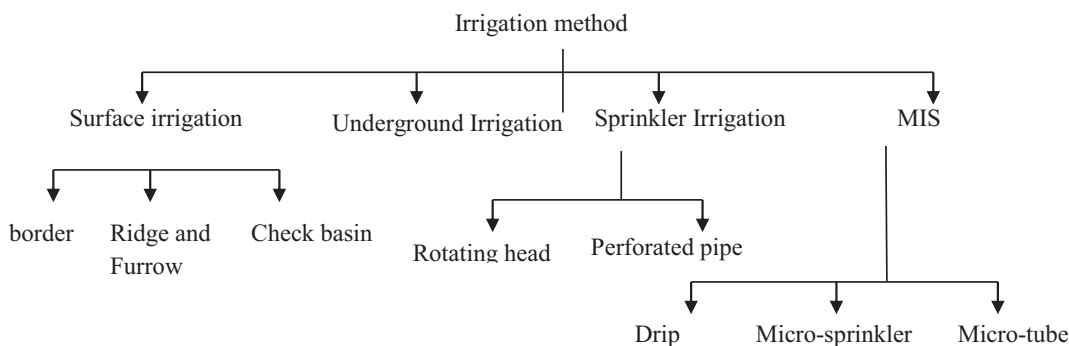 Irrigation method
Surface irrigation
Underground Irrigation
Sprinkler Irrigation
MIS
border
Ridge and
Furrow
Check basin
Rotating head
Perforated pipe
Drip
Micro-sprinkler
Micro-tube